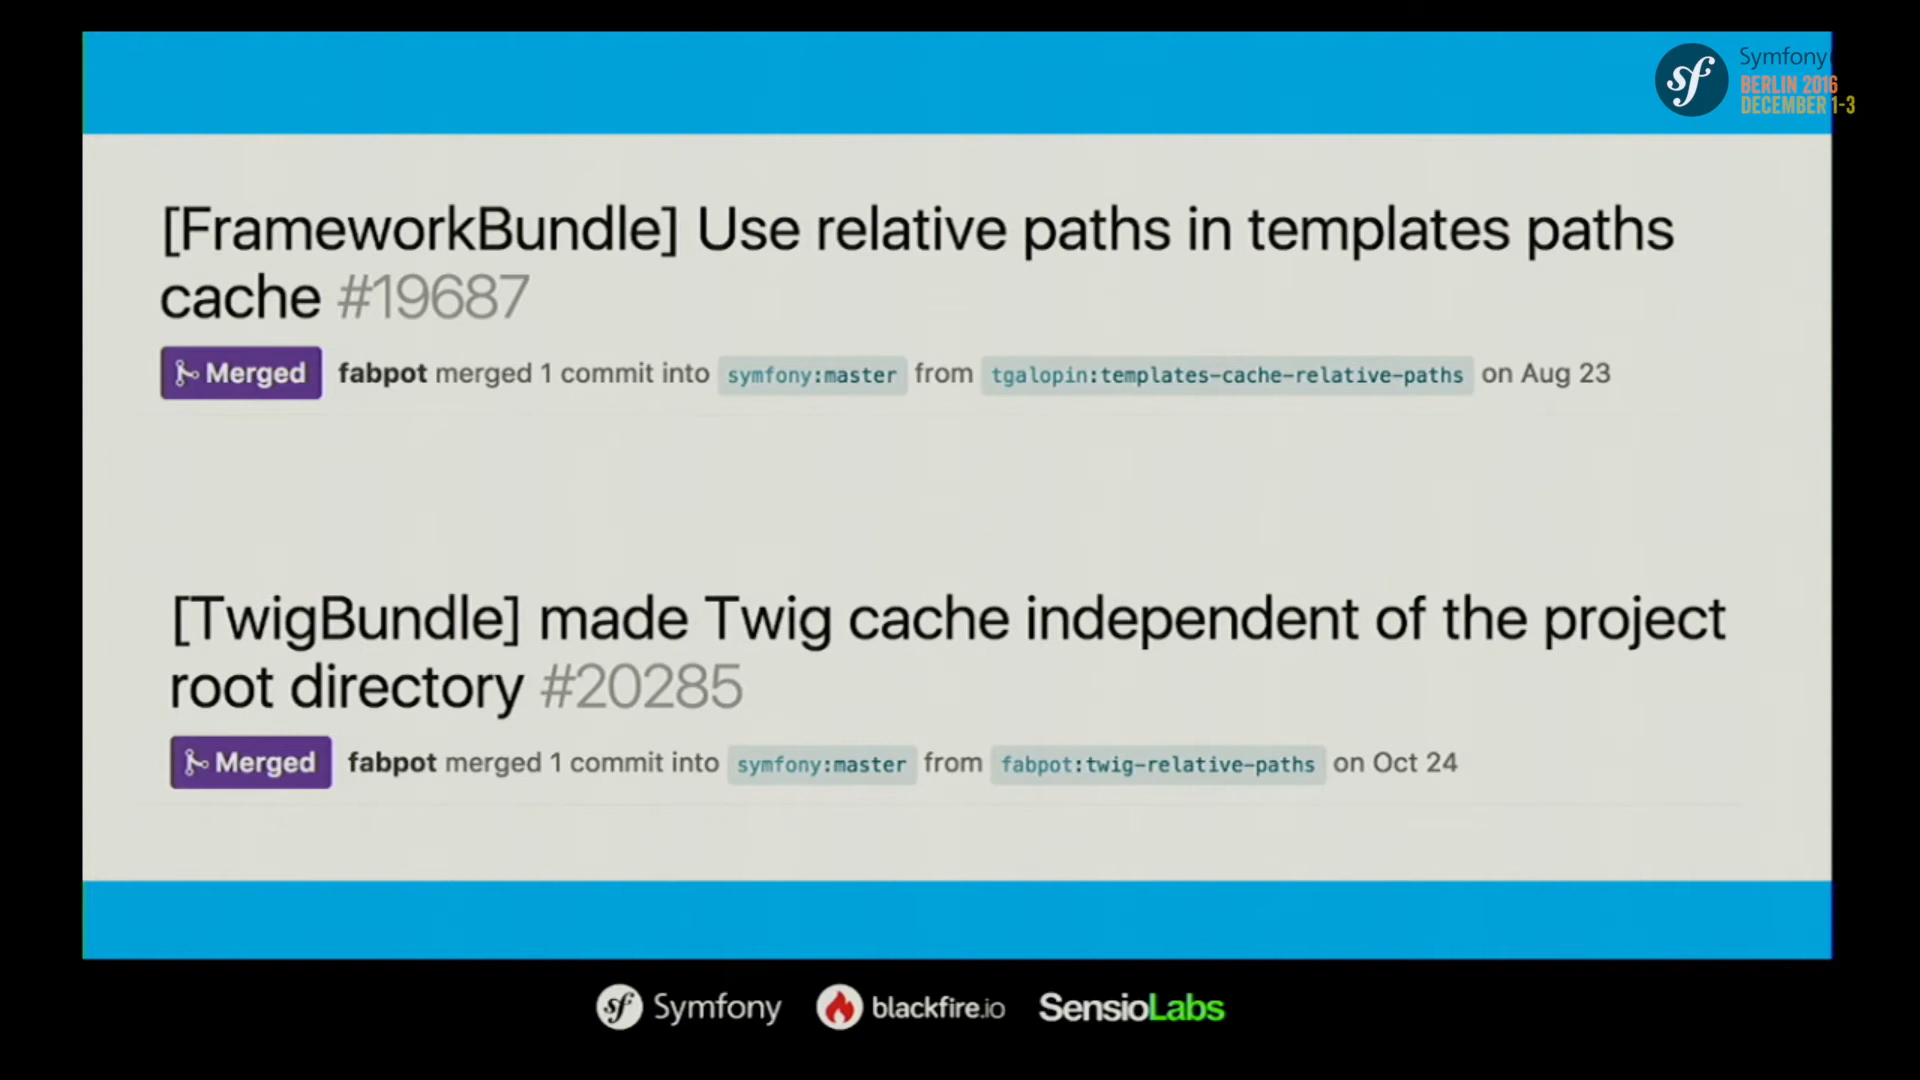 Symfony
BERLIN 2016
DECEMBER 1-3
[FrameworkBundle] Use relative paths in templates paths
cache #19687
Merged fabpot merged 1 commit into symfony:master from tgalopin:templates-cache-relative-paths on Aug 23
[TwigBundle] made Twig cache independent of the project
root directory #20285
Merged fabpot merged 1 commit into symfony:master from fabpot:twig-relative-paths on Oct 24
sf Symfony blackfire.io SensioLabs